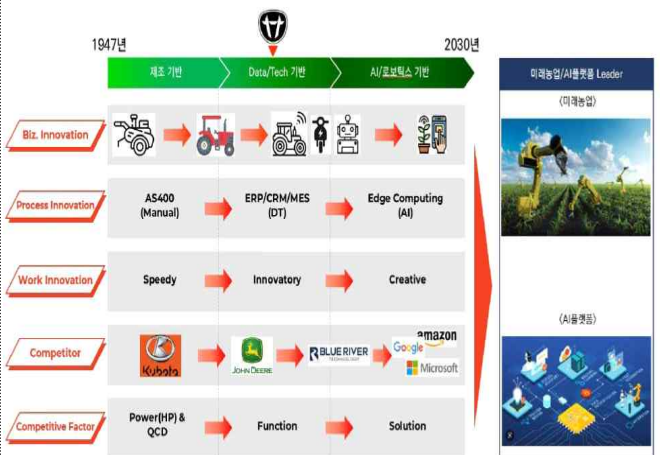 1947년
2030년
제조 기반
Data/Tech 기반
AI/로보틱스 기반
미래농업/AI플랫폼 Leader
<미래농업>
Biz. Innovation
Process Innovation
AS400
(Manual)
ERP/CRM/MES
(DT)
Edge Computing
(AI)
Work Innovation
Speedy
Innovatory
Creative
<AI플랫폼>
Competitor
Kubota
JOHN DEERE
BLUE RIVER
Google
amazon
Microsoft
Competitive Factor
Power(HP) &
QCD
Function
Solution